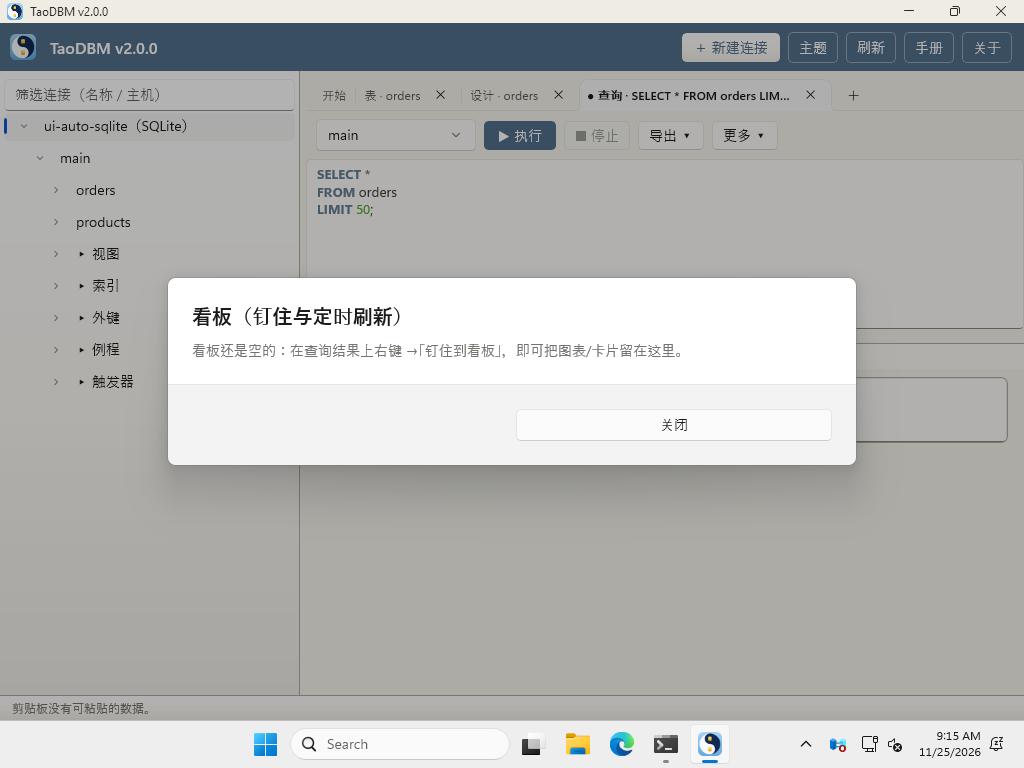 TaoDBM v2.0.0
TaoDBM v2.0.0
+ 新建连接
主题
刷新
手册
关于
筛选连接（名称 / 主机）
开始
表 · orders
设计 · orders
● 查询 · SELECT * FROM orders LIM...
ui-auto-sqlite（SQLite）
main
orders
products
视图
索引
外键
例程
触发器
main
执行
停止
导出
更多
SELECT *
FROM orders
LIMIT 50;
看板（钉住与定时刷新）
看板还是空的：在查询结果上右键 →「钉住到看板」，即可把图表/卡片留在这里。
关闭
剪贴板没有可粘贴的数据。
Search
9:15 AM
11/25/2026